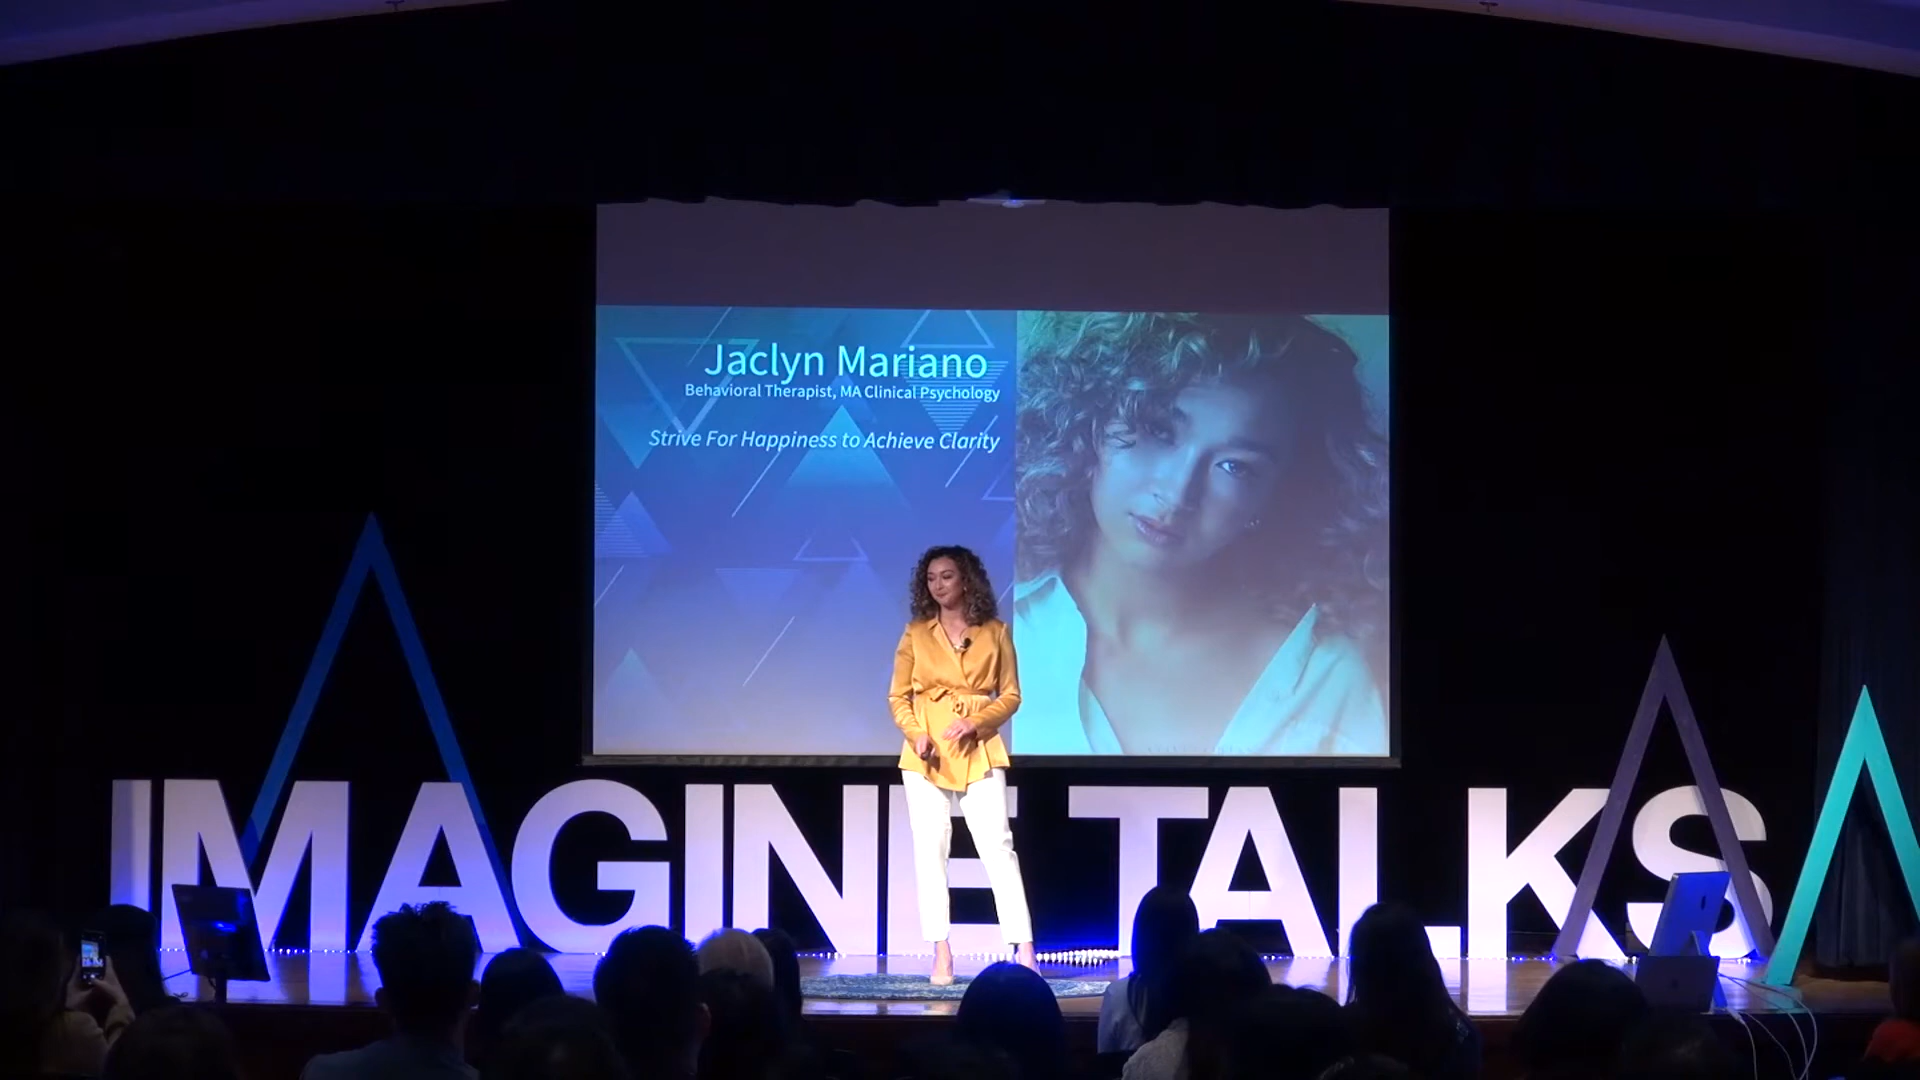 Jaclyn Mariano
Behavioral Therapist, MA Clinical Psychology
Strive For Happiness to Achieve Clarity
IMAGINE TALKS